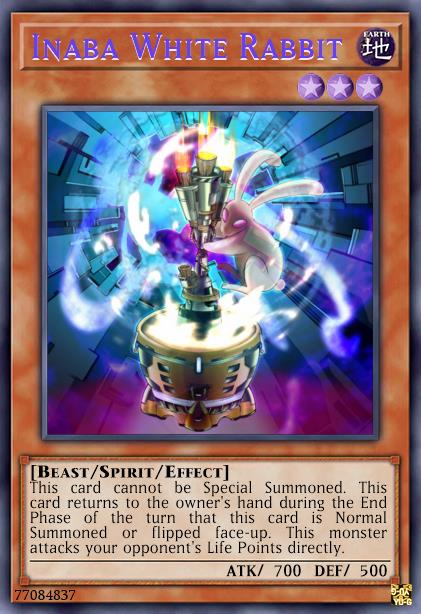 INABA WHITE RABBIT
EARTH
地
[BEAST/SPIRIT/EFFECT]
This card cannot be Special Summoned. This
card returns to the owner's hand during the End
Phase of the turn that this card is Normal
Summoned or flipped face-up. This monster
attacks your opponent's Life Points directly.
ATK/ 700 DEF/ 500
77084837